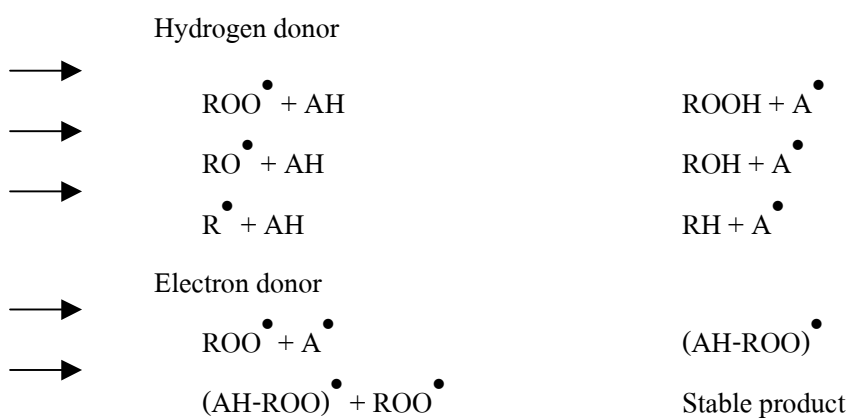 Hydrogen donor
ROO• + AH ROOH + A•
RO• + AH ROH + A•
R• + AH RH + A•
Electron donor
ROO• + A• (AH-ROO)•
(AH-ROO)• + ROO• Stable product